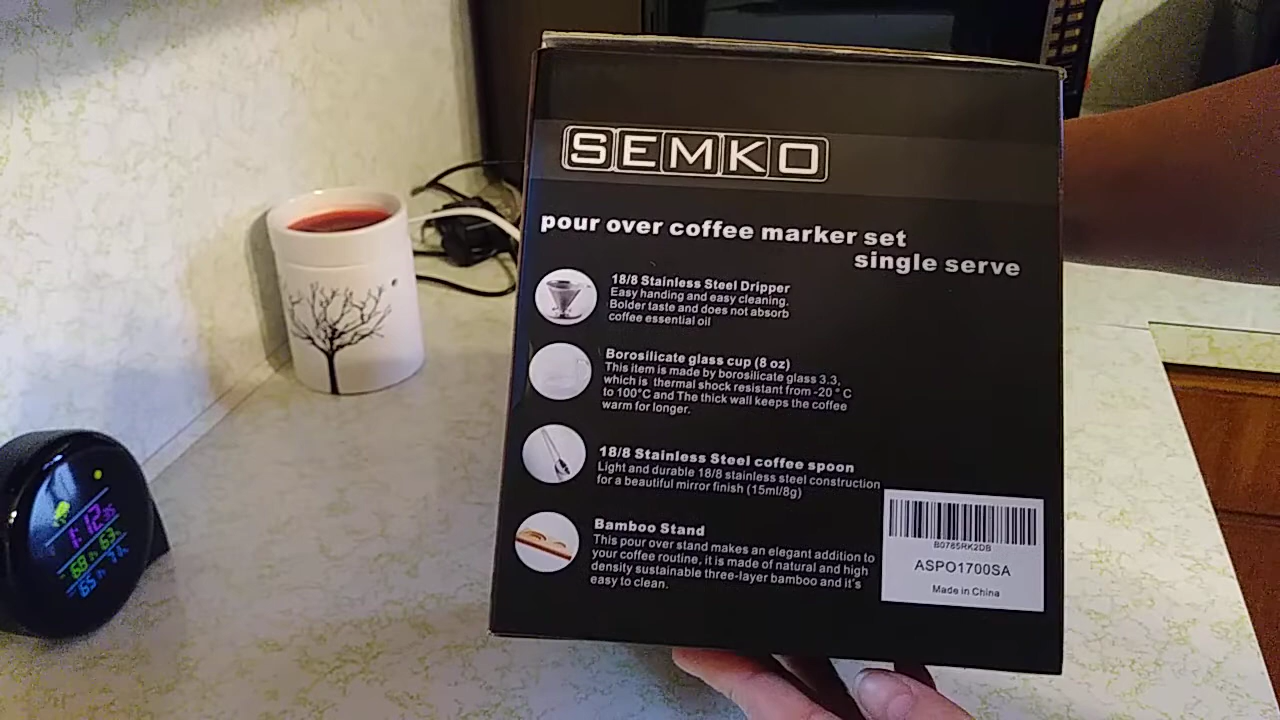 SEMKO
pour over coffee marker set
single serve
18/8 Stainless Steel Dripper
Easy handing and easy cleaning.
Bolder taste and does not absorb
coffee essential oil
Borosilicate glass cup (8 oz)
This item is made by borosilicate glass 3.3,
which is thermal shock resistant from -20 ° C
to 100°C and The thick wall keeps the coffee
warm for longer.
18/8 Stainless Steel coffee spoon
Light and durable 18/8 stainless steel construction
for a beautiful mirror finish (15ml/8g)
Bamboo Stand
This pour over stand makes an elegant addition to
your coffee routine, it is made of natural and high
density sustainable three-layer bamboo and it's
easy to clean.
B0785RK2DB
ASPO1700SA
Made in China
1:12
68 63
65